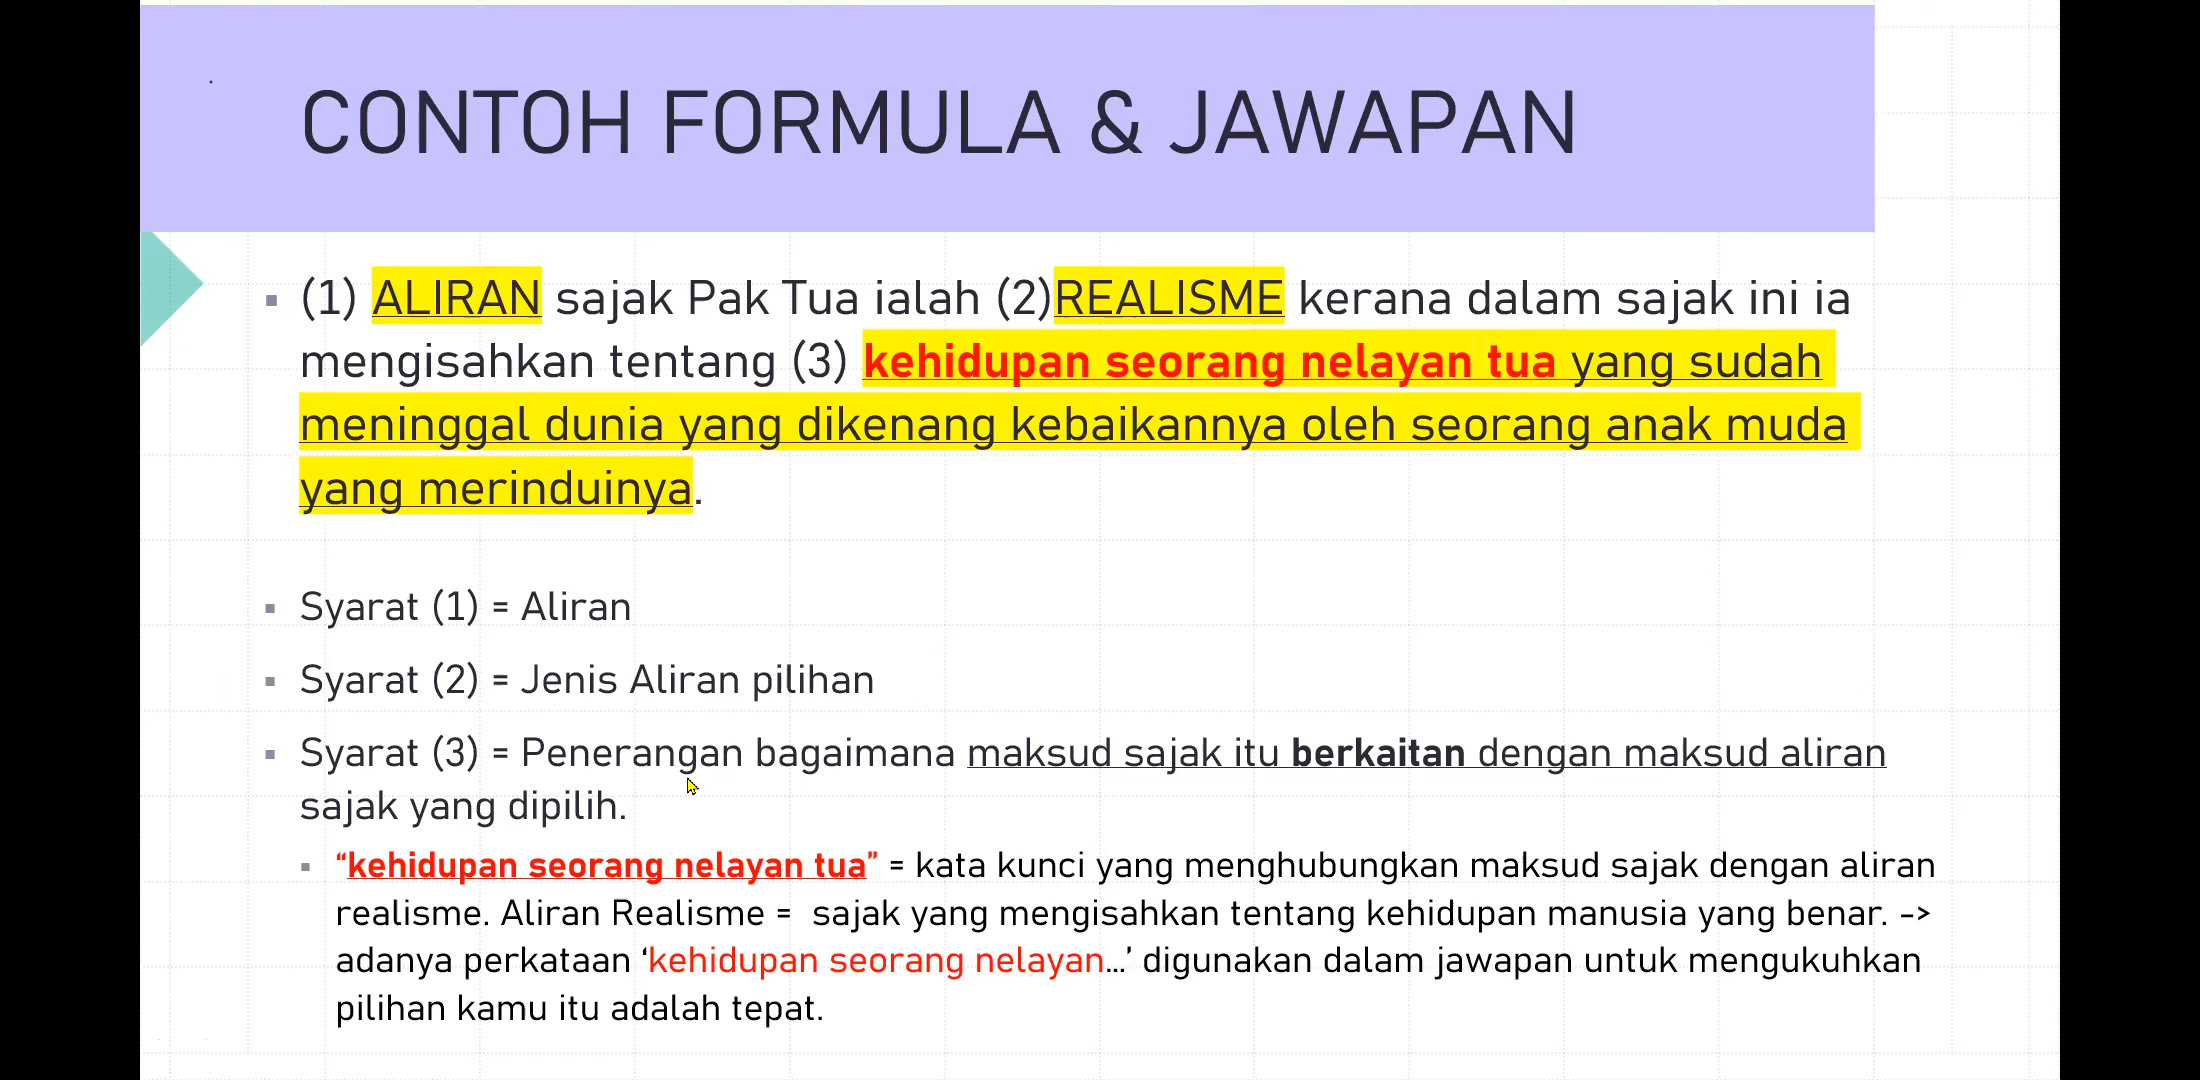 CONTOH FORMULA & JAWAPAN
▪ (1) ALIRAN sajak Pak Tua ialah (2)REALISME kerana dalam sajak ini ia
mengisahkan tentang (3) kehidupan seorang nelayan tua yang sudah
meninggal dunia yang dikenang kebaikannya oleh seorang anak muda
yang merinduinya.
▪ Syarat (1) = Aliran
▪ Syarat (2) = Jenis Aliran pilihan
▪ Syarat (3) = Penerangan bagaimana maksud sajak itu berkaitan dengan maksud aliran
sajak yang dipilih.
▪ “kehidupan seorang nelayan tua” = kata kunci yang menghubungkan maksud sajak dengan aliran
realisme. Aliran Realisme = sajak yang mengisahkan tentang kehidupan manusia yang benar. ->
adanya perkataan ‘kehidupan seorang nelayan…’ digunakan dalam jawapan untuk mengukuhkan
pilihan kamu itu adalah tepat.